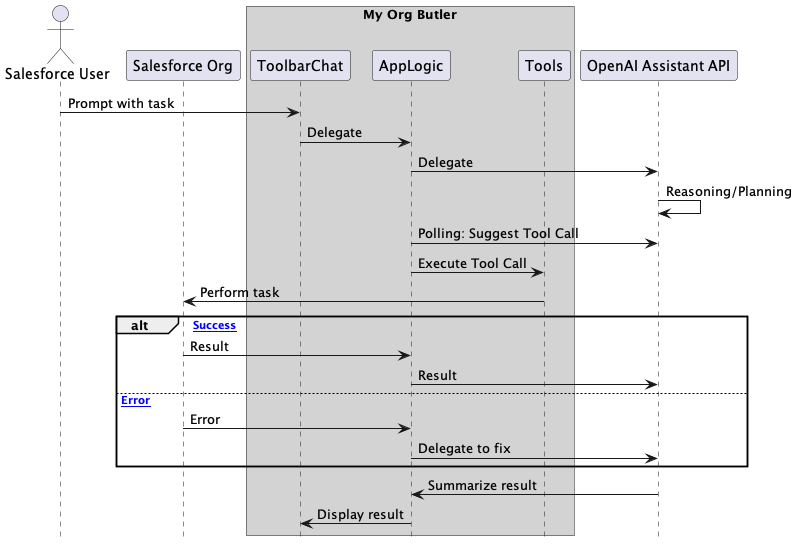 My Org Butler
Salesforce User
Salesforce Org
ToolbarChat
AppLogic
Tools
OpenAI Assistant API
Prompt with task
Delegate
Delegate
Reasoning/Planning
Polling: Suggest Tool Call
Execute Tool Call
Perform task
alt
Success
Result
Result
Error
Error
Delegate to fix
Summarize result
Display result